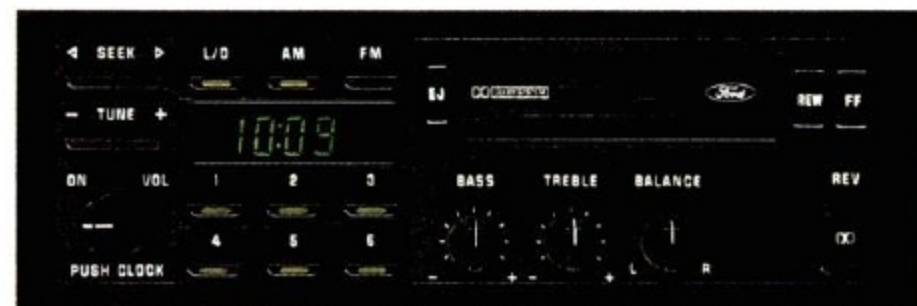 ◁ SEEK ▷ L/D AM FM
EJ Ford REW FF
− TUNE +
10:09
ON VOL 1 2 3 BASS TREBLE BALANCE REV
4 5 6
PUSH CLOCK − + − + L R